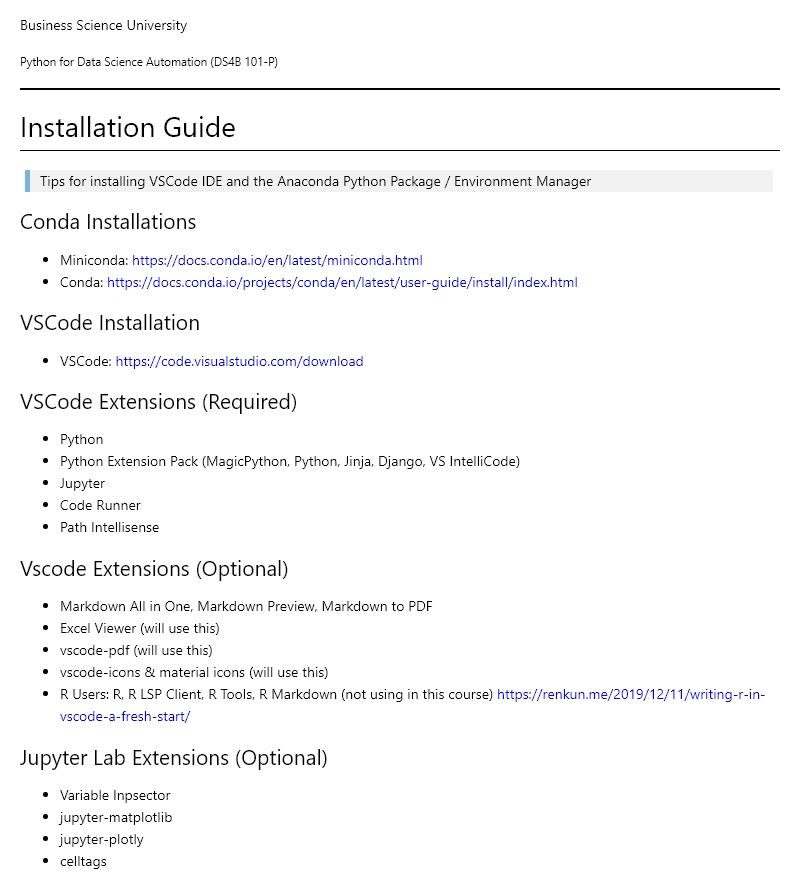 Business Science University
Python for Data Science Automation (DS4B 101-P)
Installation Guide
Tips for installing VSCode IDE and the Anaconda Python Package / Environment Manager
Conda Installations
• Miniconda: https://docs.conda.io/en/latest/miniconda.html
• Conda: https://docs.conda.io/projects/conda/en/latest/user-guide/install/index.html
VSCode Installation
• VSCode: https://code.visualstudio.com/download
VSCode Extensions (Required)
• Python
• Python Extension Pack (MagicPython, Python, Jinja, Django, VS IntelliCode)
• Jupyter
• Code Runner
• Path Intellisense
Vscode Extensions (Optional)
• Markdown All in One, Markdown Preview, Markdown to PDF
• Excel Viewer (will use this)
• vscode-pdf (will use this)
• vscode-icons & material icons (will use this)
• R Users: R, R LSP Client, R Tools, R Markdown (not using in this course) https://renkun.me/2019/12/11/writing-r-in-
vscode-a-fresh-start/
Jupyter Lab Extensions (Optional)
• Variable Inpsector
• jupyter-matplotlib
• jupyter-plotly
• celltags